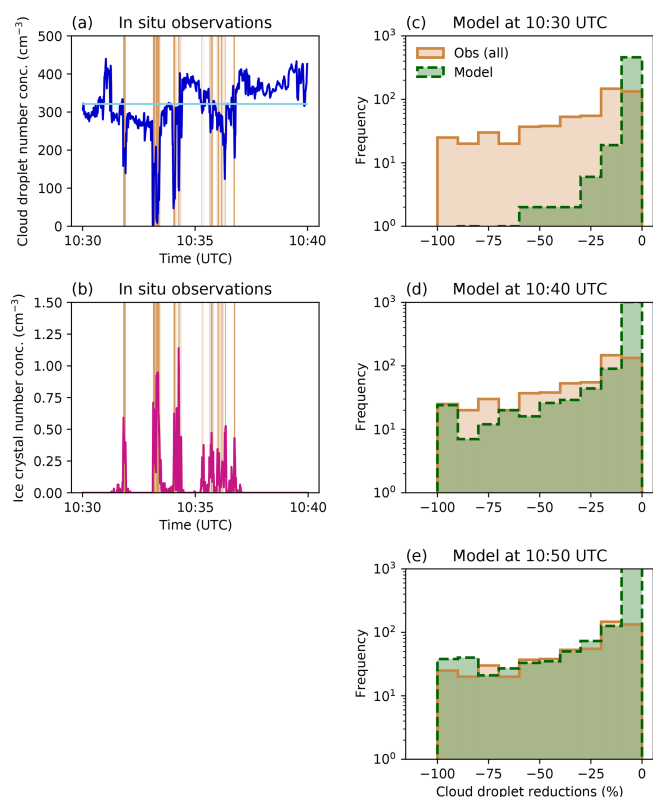 (a) In situ observations
Cloud droplet number conc. (cm⁻³)
500
400
300
200
100
0
10:30 10:35 10:40
Time (UTC)
(b) In situ observations
Ice crystal number conc. (cm⁻³)
1.50
1.25
1.00
0.75
0.50
0.25
0.00
10:30 10:35 10:40
Time (UTC)
(c) Model at 10:30 UTC
Obs (all)
Model
Frequency
10³
10²
10¹
10⁰
−100 −75 −50 −25 0
(d) Model at 10:40 UTC
Frequency
10³
10²
10¹
10⁰
−100 −75 −50 −25 0
(e) Model at 10:50 UTC
Frequency
10³
10²
10¹
10⁰
−100 −75 −50 −25 0
Cloud droplet reductions (%)